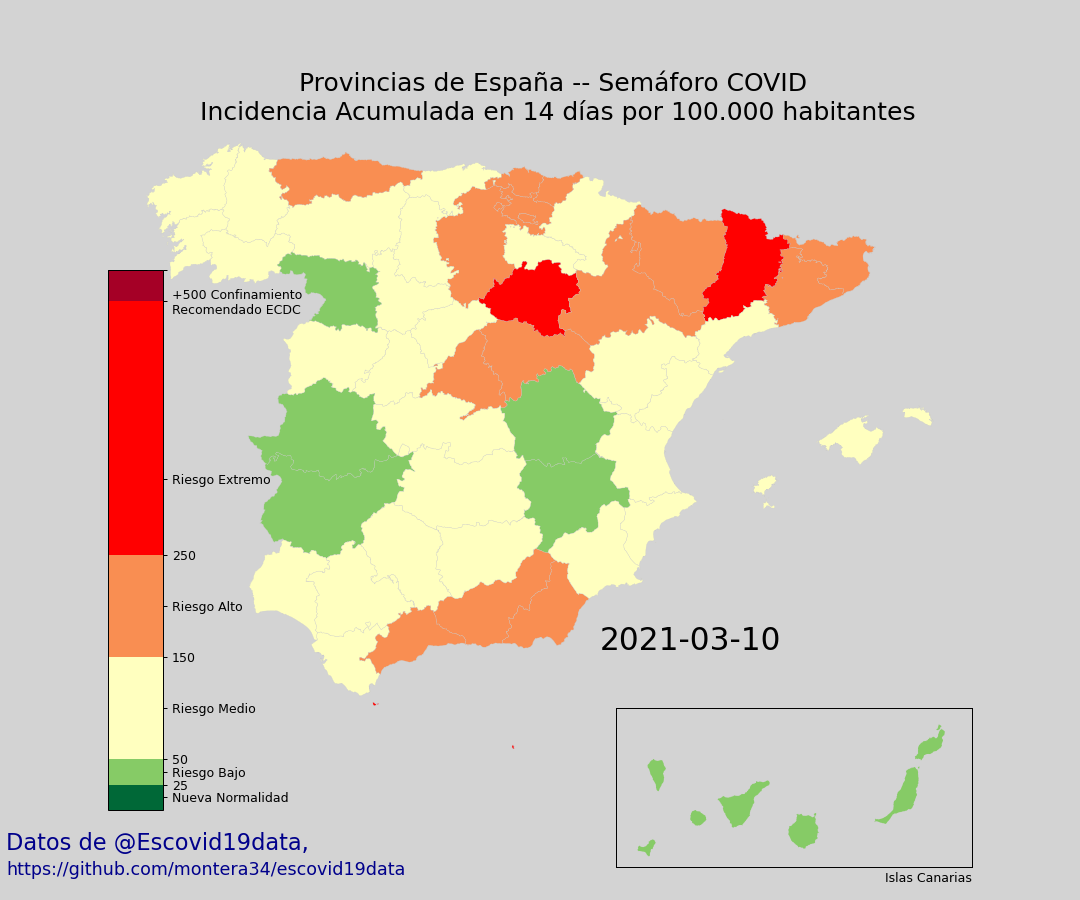 Provincias de España -- Semáforo COVID
Incidencia Acumulada en 14 días por 100.000 habitantes
+500 Confinamiento
Recomendado ECDC
Riesgo Extremo
250
Riesgo Alto
150
Riesgo Medio
50
Riesgo Bajo
25
Nueva Normalidad
2021-03-10
Islas Canarias
Datos de @Escovid19data,
https://github.com/montera34/escovid19data